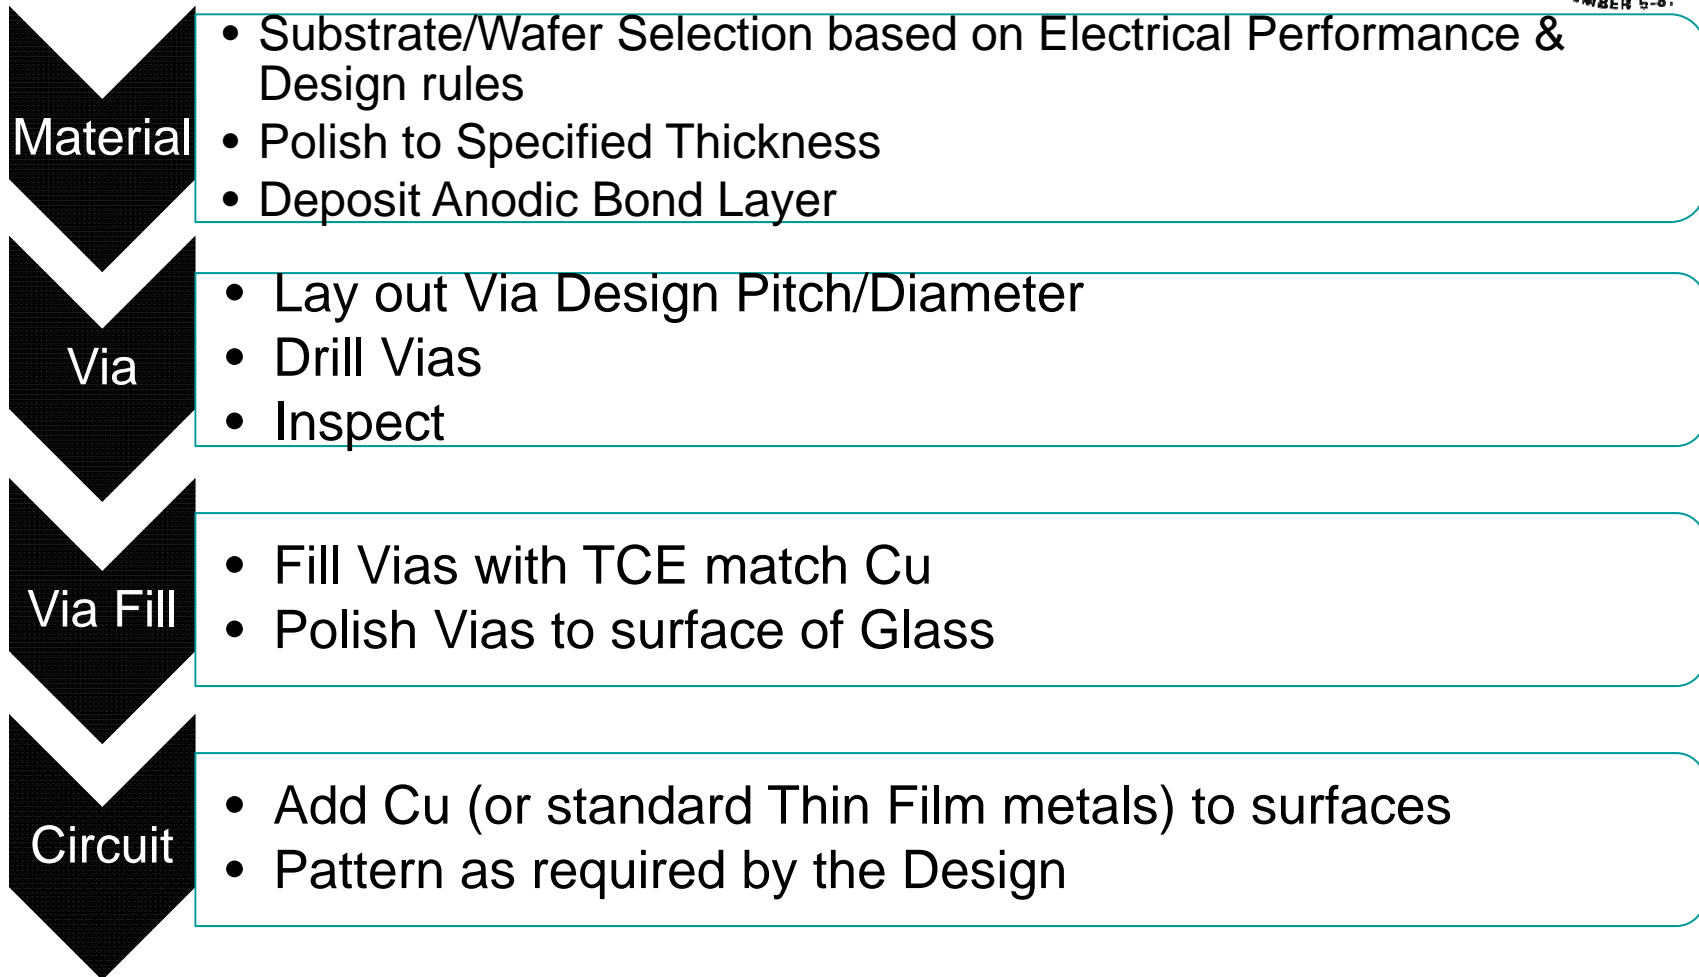 Material
• Substrate/Wafer Selection based on Electrical Performance &
Design rules
• Polish to Specified Thickness
• Deposit Anodic Bond Layer
Via
• Lay out Via Design Pitch/Diameter
• Drill Vias
• Inspect
Via Fill
• Fill Vias with TCE match Cu
• Polish Vias to surface of Glass
Circuit
• Add Cu (or standard Thin Film metals) to surfaces
• Pattern as required by the Design